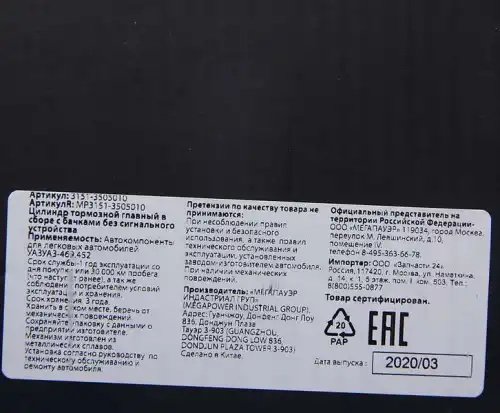 Артикул: 3151-3505010
АртикулR: MP3151-3505010
Цилиндр тормозной главный в
сборе с бачками без сигнального
устройства
Применяемость: Автокомпоненты
для легковых автомобилей
УАЗУАЗ-469,452
Срок службы-1 год эксплуатации со
дня покупки или 30.000 км пробега
(что наступит ранее), а так же
соблюдении потребителем условий
эксплуатации и хранения.
Срок хранения, 3 года.
Хранить в сухом месте, беречь от
механических повреждений.
Сохраняйте упаковку с данными о
предприятии изготовителе.
Механизм изготовлен из
металлических сплавов.
Установка согласно руководству по
техническому обслуживанию и
ремонту автомобиля.
Претензии по качеству товара не
принимаются:
При несоблюдении правил
установки и безопасного
использования, а также правил
эксплуатации, установленных
заводом-изготовителем автомобиля.
При наличии механических
повреждений.
Производитель: «МЕГАПАУЭР
ИНДАСТРИАЛ ГРУП»
(MEGAPOWER INDUSTRIAL GROUP).
Адрес: Гуанчжоу, Донфенг Донг Лоу
836, Донджун Плаза
Тауэр 3-903 (GUANGZHOU,
DONGFENG DONG LOW 836,
DONDJUN PLAZA TOWER 3-903)
Сделано в Китае.
Официальный представитель на
территории Российской Федерации-
ООО «МЕГАПАУЭР» 119034, город Москва,
переулок М. Левшинский, д.10,
помещение IV.
телефон 8-495-363-66-78.
Импортер: ООО «Запчасти 24».
Россия, 117420, г. Москва, ул. Наметкина,
д. 14, к. 1, 5 этаж, пом. I, ком. 503. Тел.:
8(800)555-0877
Товар сертифицирован.
20
PAP
EAC
Дата выпуска:
2020/03